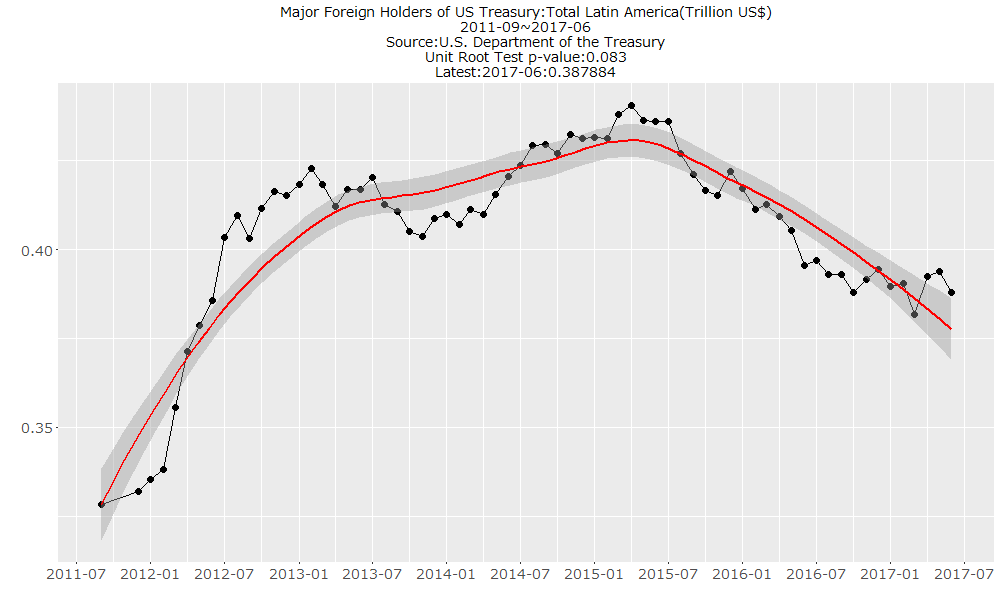 Major Foreign Holders of US Treasury:Total Latin America(Trillion US$)
2011-09~2017-06
Source:U.S. Department of the Treasury
Unit Root Test p-value:0.083
Latest:2017-06:0.387884
0.40
0.35
2011-07 2012-01 2012-07 2013-01 2013-07 2014-01 2014-07 2015-01 2015-07 2016-01 2016-07 2017-01 2017-07